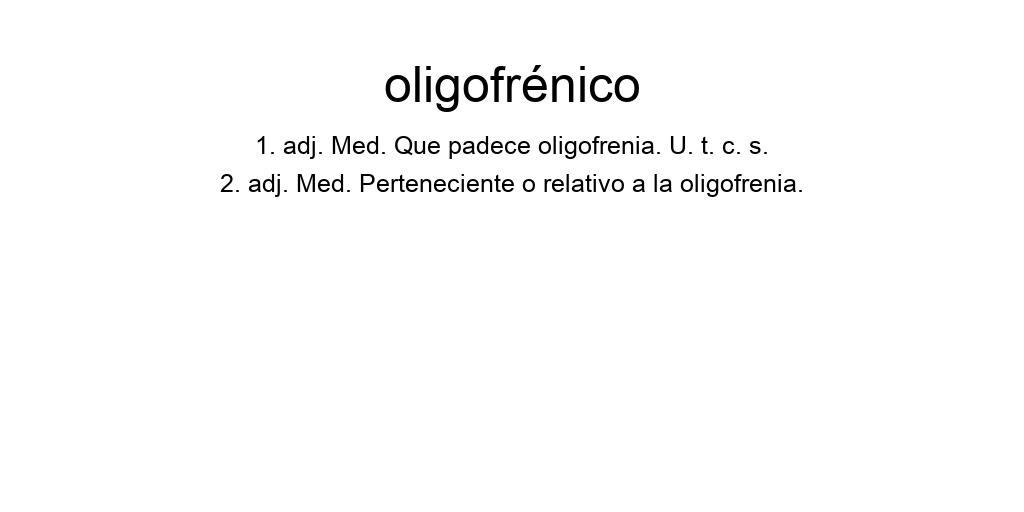 oligofrénico
1. adj. Med. Que padece oligofrenia. U. t. c. s.
2. adj. Med. Perteneciente o relativo a la oligofrenia.